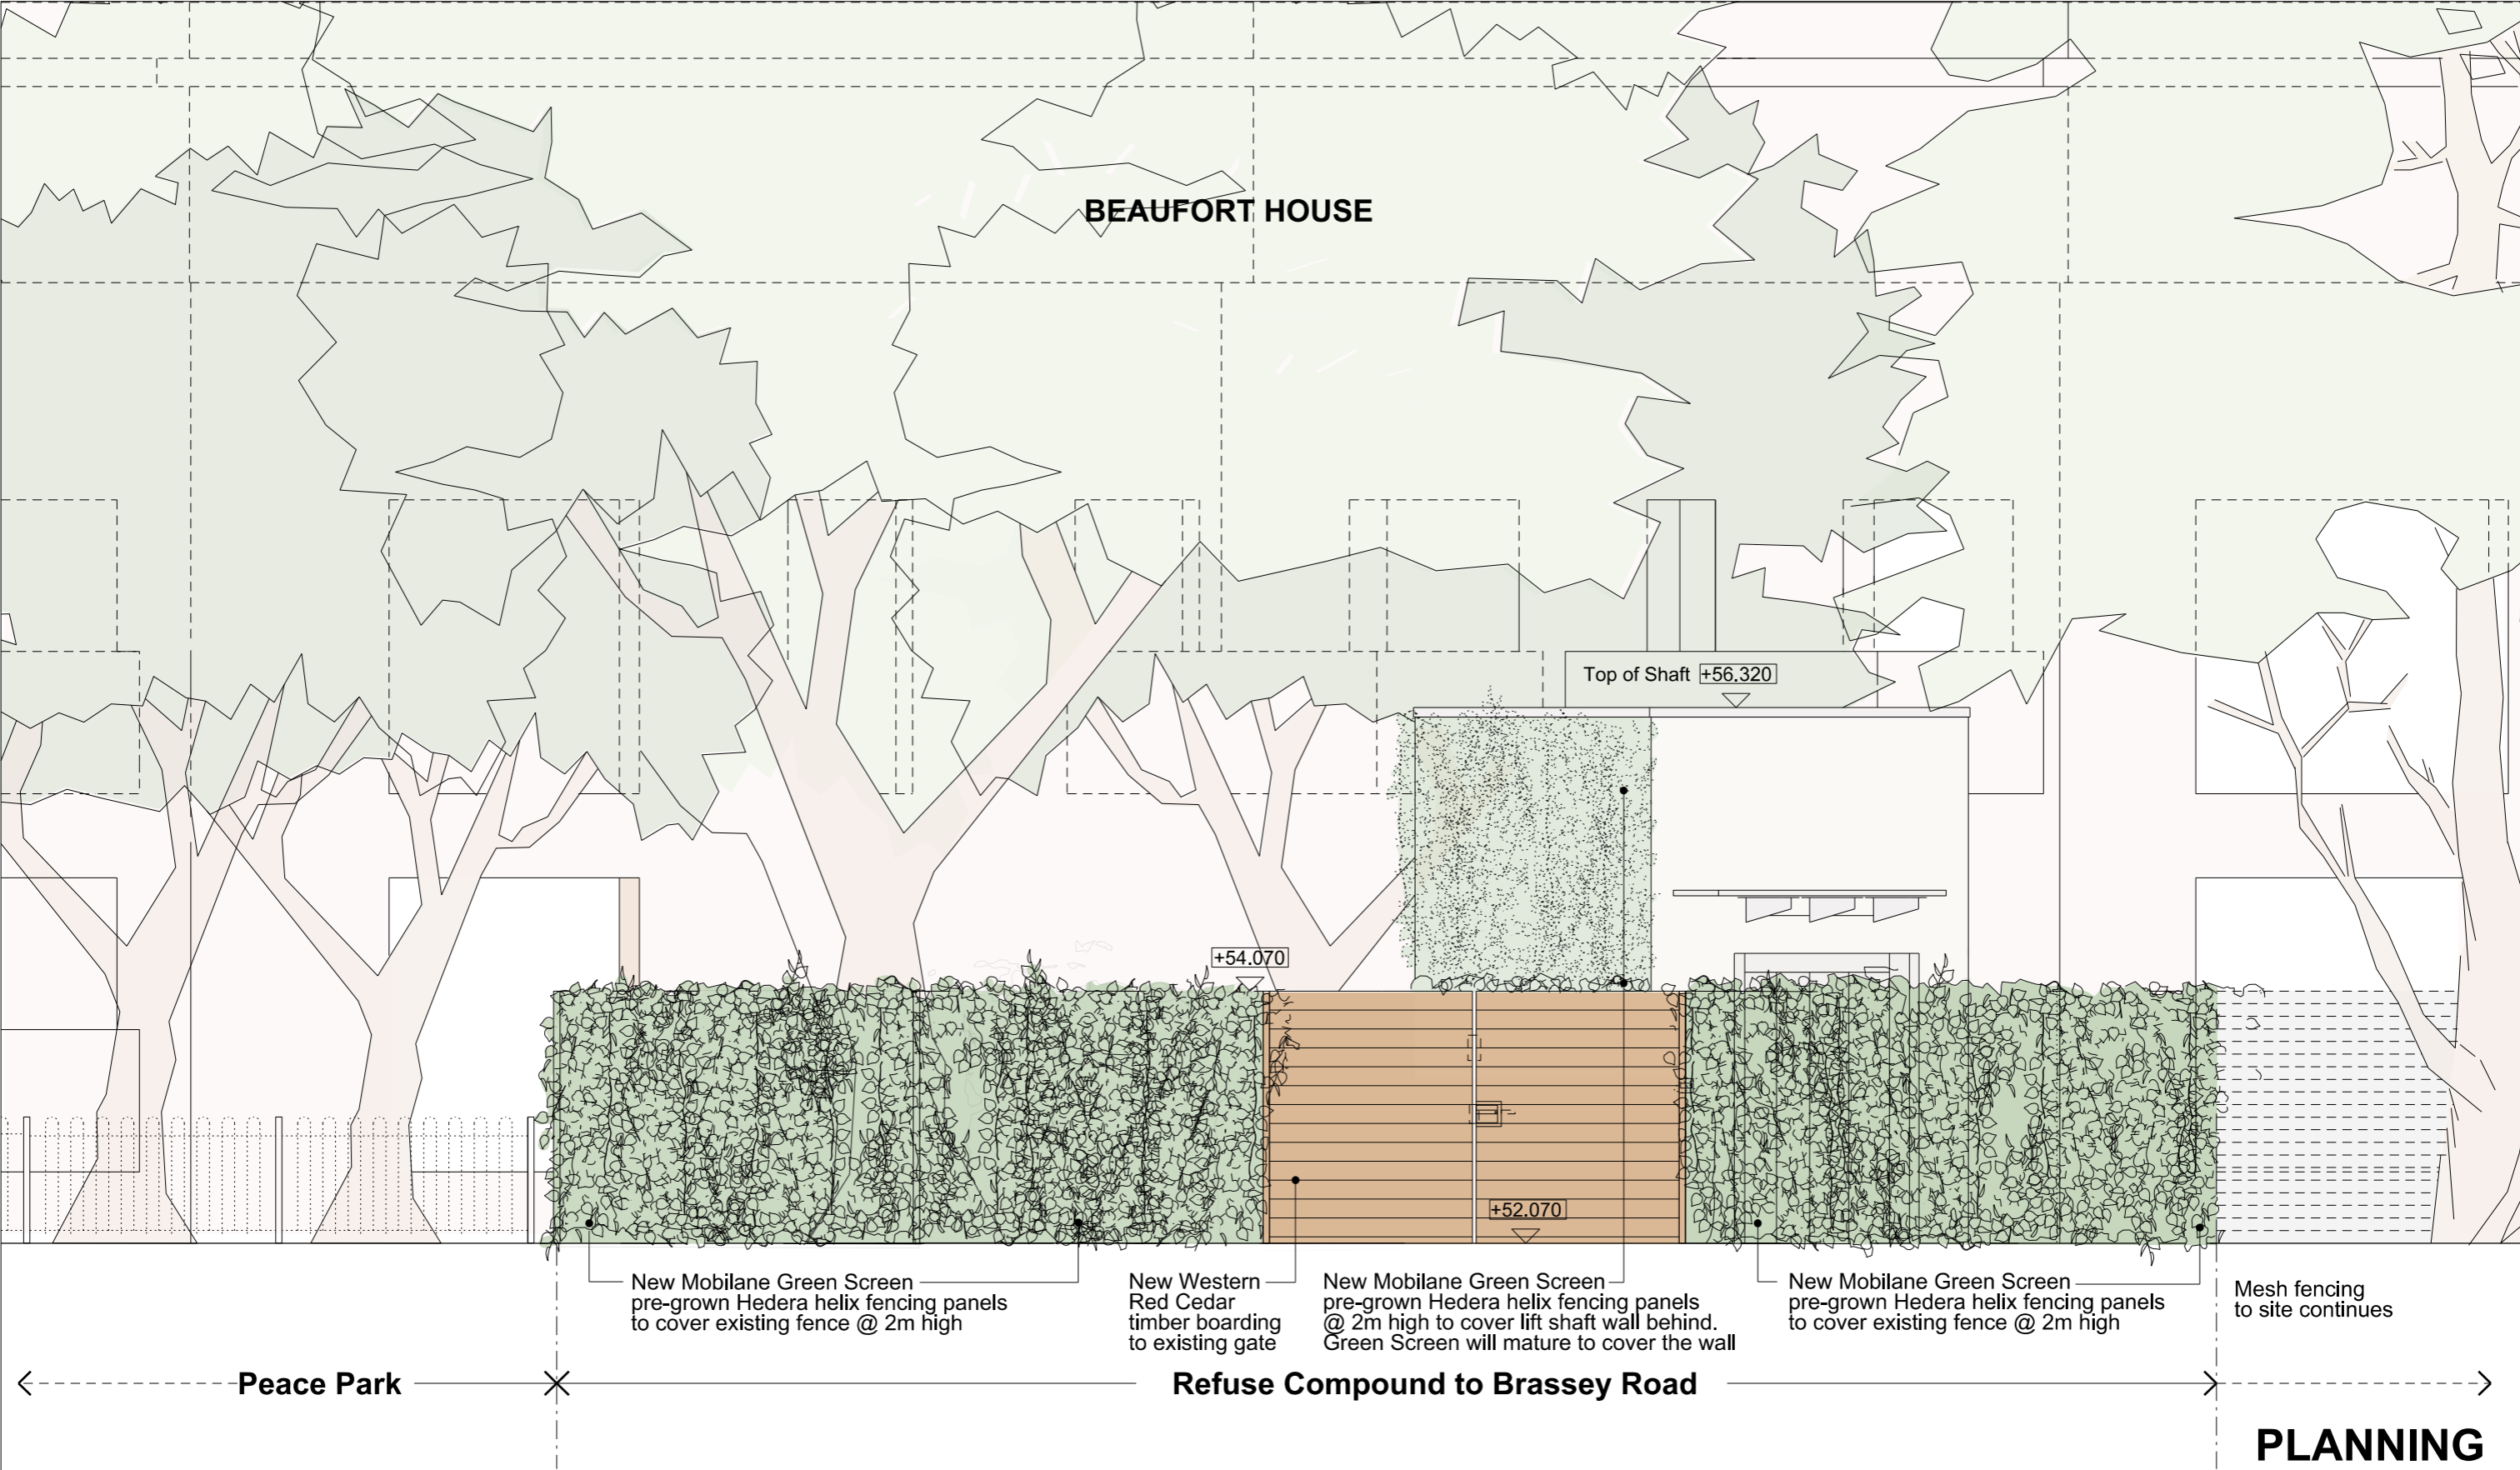 BEAUFORT HOUSE
Top of Shaft +56.320
+54.070
+52.070
New Mobilane Green Screen
pre-grown Hedera helix fencing panels
to cover existing fence @ 2m high
New Western
Red Cedar
timber boarding
to existing gate
New Mobilane Green Screen
pre-grown Hedera helix fencing panels
@ 2m high to cover lift shaft wall behind.
Green Screen will mature to cover the wall
New Mobilane Green Screen
pre-grown Hedera helix fencing panels
to cover existing fence @ 2m high
Mesh fencing
to site continues
Peace Park
Refuse Compound to Brassey Road
PLANNING